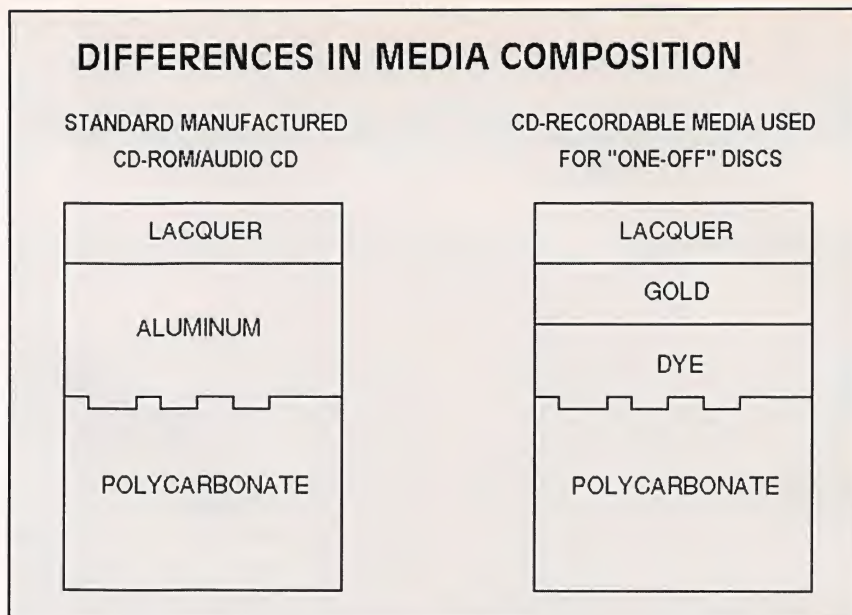 DIFFERENCES IN MEDIA COMPOSITION
STANDARD MANUFACTURED
CD-ROM/AUDIO CD
LACQUER
ALUMINUM
POLYCARBONATE
CD-RECORDABLE MEDIA USED
FOR "ONE-OFF" DISCS
LACQUER
GOLD
DYE
POLYCARBONATE